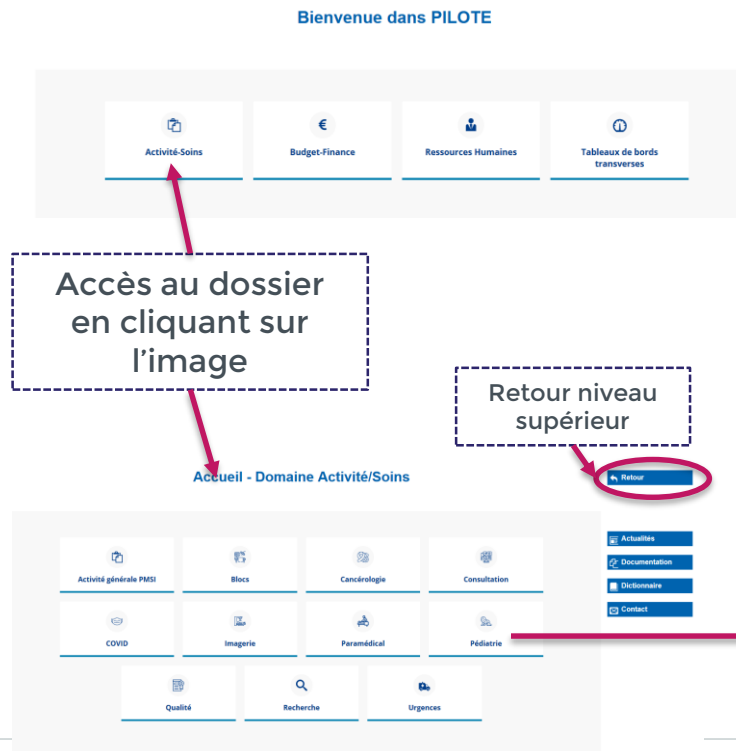 Bienvenue dans PILOTE
Activité-Soins
Budget-Finance
Ressources Humaines
Tableaux de bords
transverses
Accès au dossier
en cliquant sur
l’image
Retour niveau
supérieur
Accueil - Domaine Activité/Soins
Retour
Actualités
Documentation
Dictionnaire
Contact
Activité générale PMSI
Blocs
Cancérologie
Consultation
COVID
Imagerie
Paramédical
Pédiatrie
Qualité
Recherche
Urgences